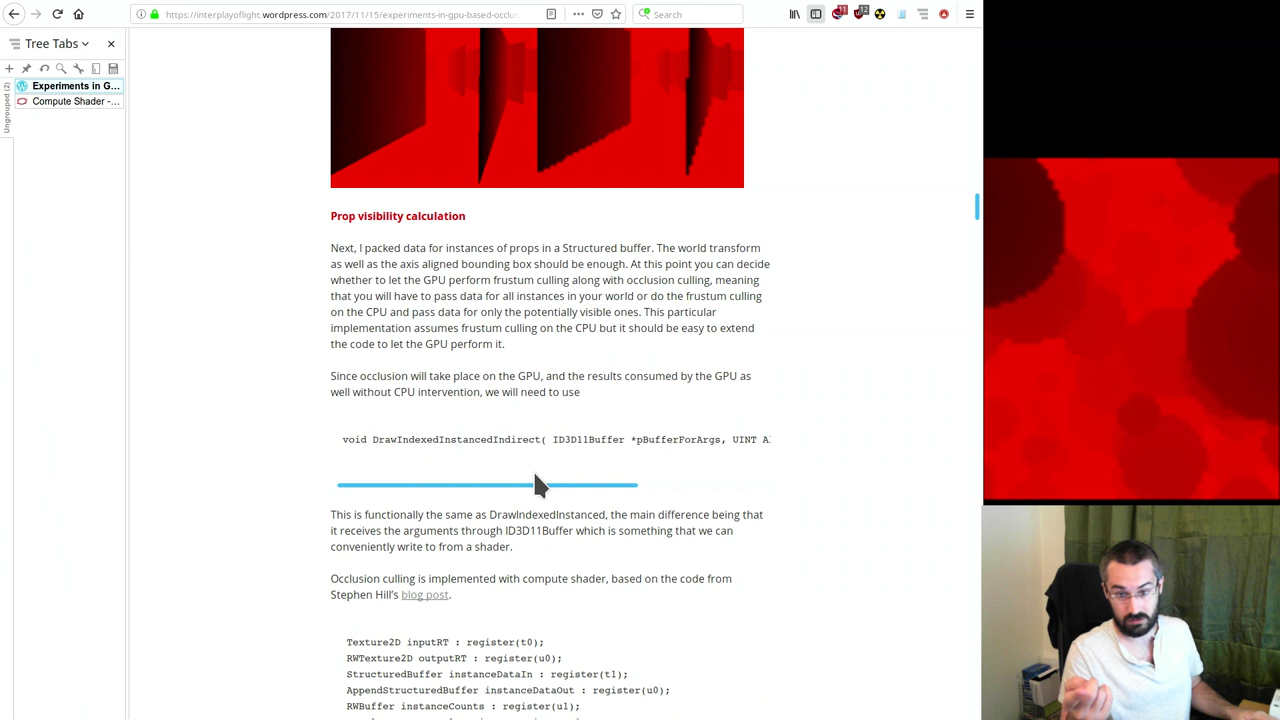 https://interplayoflight.wordpress.com/2017/11/15/experiments-in-gpu-based-occlu
Search
11
12
Tree Tabs
Ungrouped (2)
Experiments in G...
Compute Shader -...
Prop visibility calculation
Next, I packed data for instances of props in a Structured buffer. The world transform
as well as the axis aligned bounding box should be enough. At this point you can decide
whether to let the GPU perform frustum culling along with occlusion culling, meaning
that you will have to pass data for all instances in your world or do the frustum culling
on the CPU and pass data for only the potentially visible ones. This particular
implementation assumes frustum culling on the CPU but it should be easy to extend
the code to let the GPU perform it.
Since occlusion will take place on the GPU, and the results consumed by the GPU as
well without CPU intervention, we will need to use
void DrawIndexedInstancedIndirect( ID3D11Buffer *pBufferForArgs, UINT A
This is functionally the same as DrawIndexedInstanced, the main difference being that
it receives the arguments through ID3D11Buffer which is something that we can
conveniently write to from a shader.
Occlusion culling is implemented with compute shader, based on the code from
Stephen Hill’s blog post.
Texture2D inputRT : register(t0);
RWTexture2D outputRT : register(u0);
StructuredBuffer instanceDataIn : register(t1);
AppendStructuredBuffer instanceDataOut : register(u0);
RWBuffer instanceCounts : register(u1);